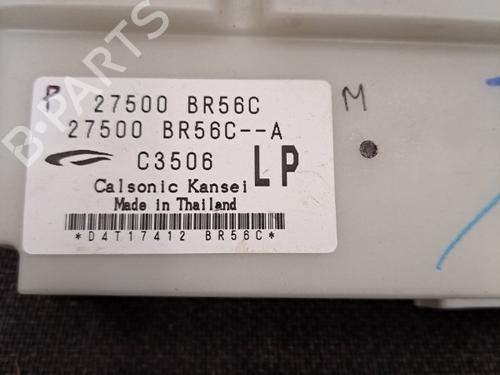 B-PARTS
P 27500 BR56C
27500 BR56C--A
C3506 LP
Calsonic Kansei
Made in Thailand
*D4T17412 BR56C*
M